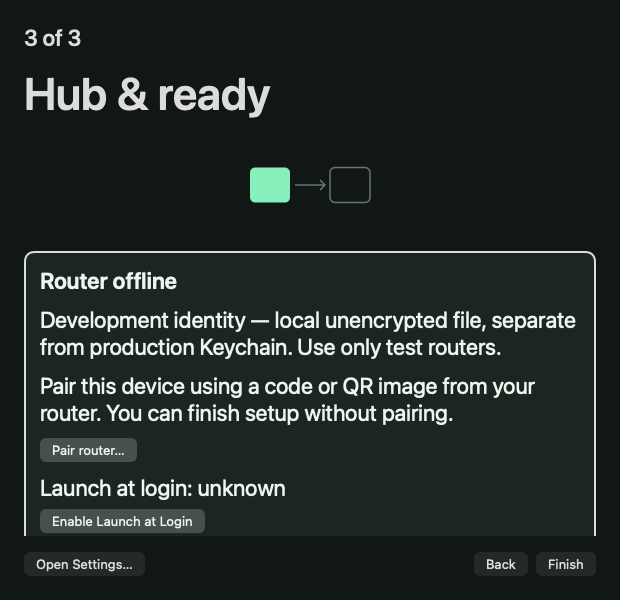 3 of 3
Hub & ready
Router offline
Development identity — local unencrypted file, separate
from production Keychain. Use only test routers.
Pair this device using a code or QR image from your
router. You can finish setup without pairing.
Pair router...
Launch at login: unknown
Enable Launch at Login
Open Settings...
Back
Finish